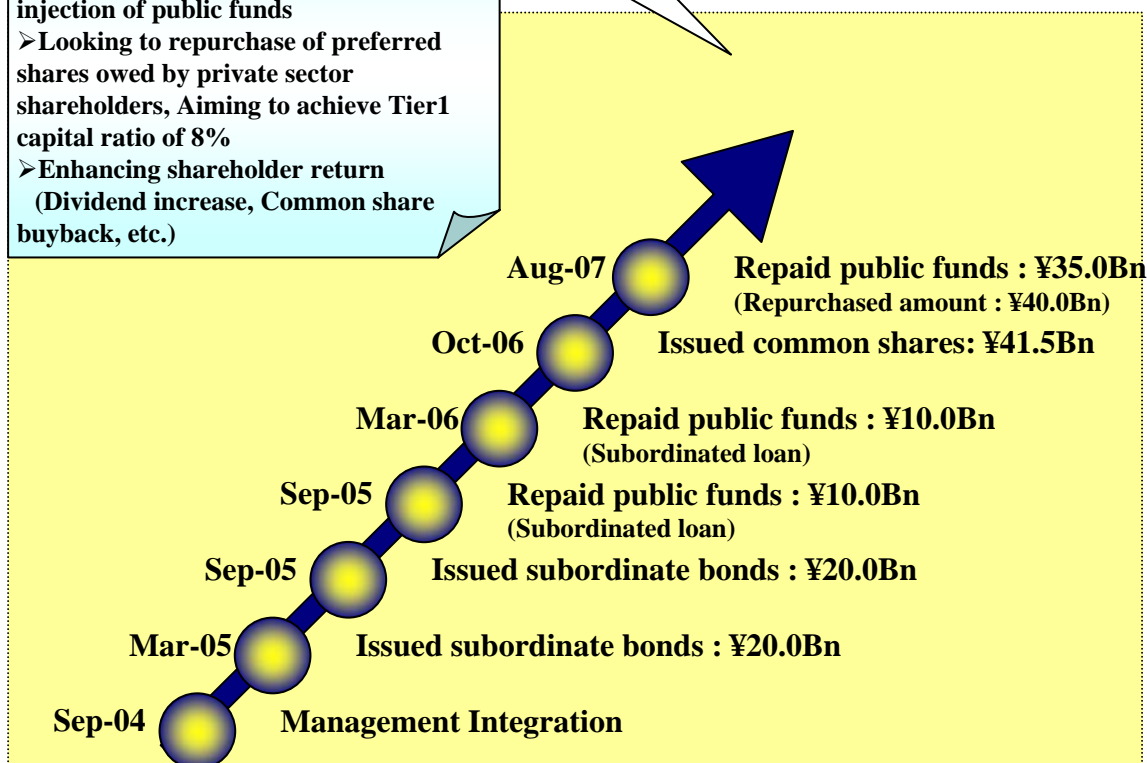 injection of public funds
➢Looking to repurchase of preferred
shares owed by private sector
shareholders, Aiming to achieve Tier1
capital ratio of 8%
➢Enhancing shareholder return
(Dividend increase, Common share
buyback, etc.)
Aug-07 Repaid public funds : ¥35.0Bn
(Repurchased amount : ¥40.0Bn)
Oct-06 Issued common shares: ¥41.5Bn
Mar-06 Repaid public funds : ¥10.0Bn
(Subordinated loan)
Sep-05 Repaid public funds : ¥10.0Bn
(Subordinated loan)
Sep-05 Issued subordinate bonds : ¥20.0Bn
Mar-05 Issued subordinate bonds : ¥20.0Bn
Sep-04 Management Integration